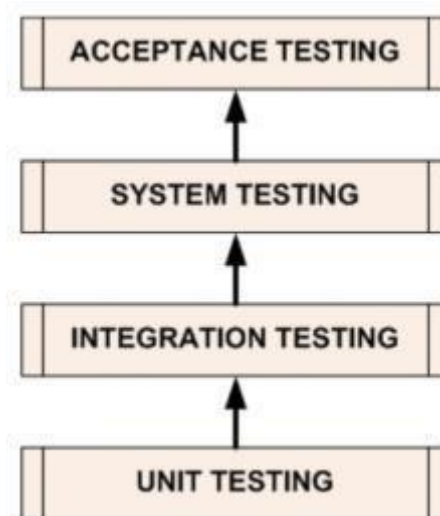 ACCEPTANCE TESTING
SYSTEM TESTING
INTEGRATION TESTING
UNIT TESTING